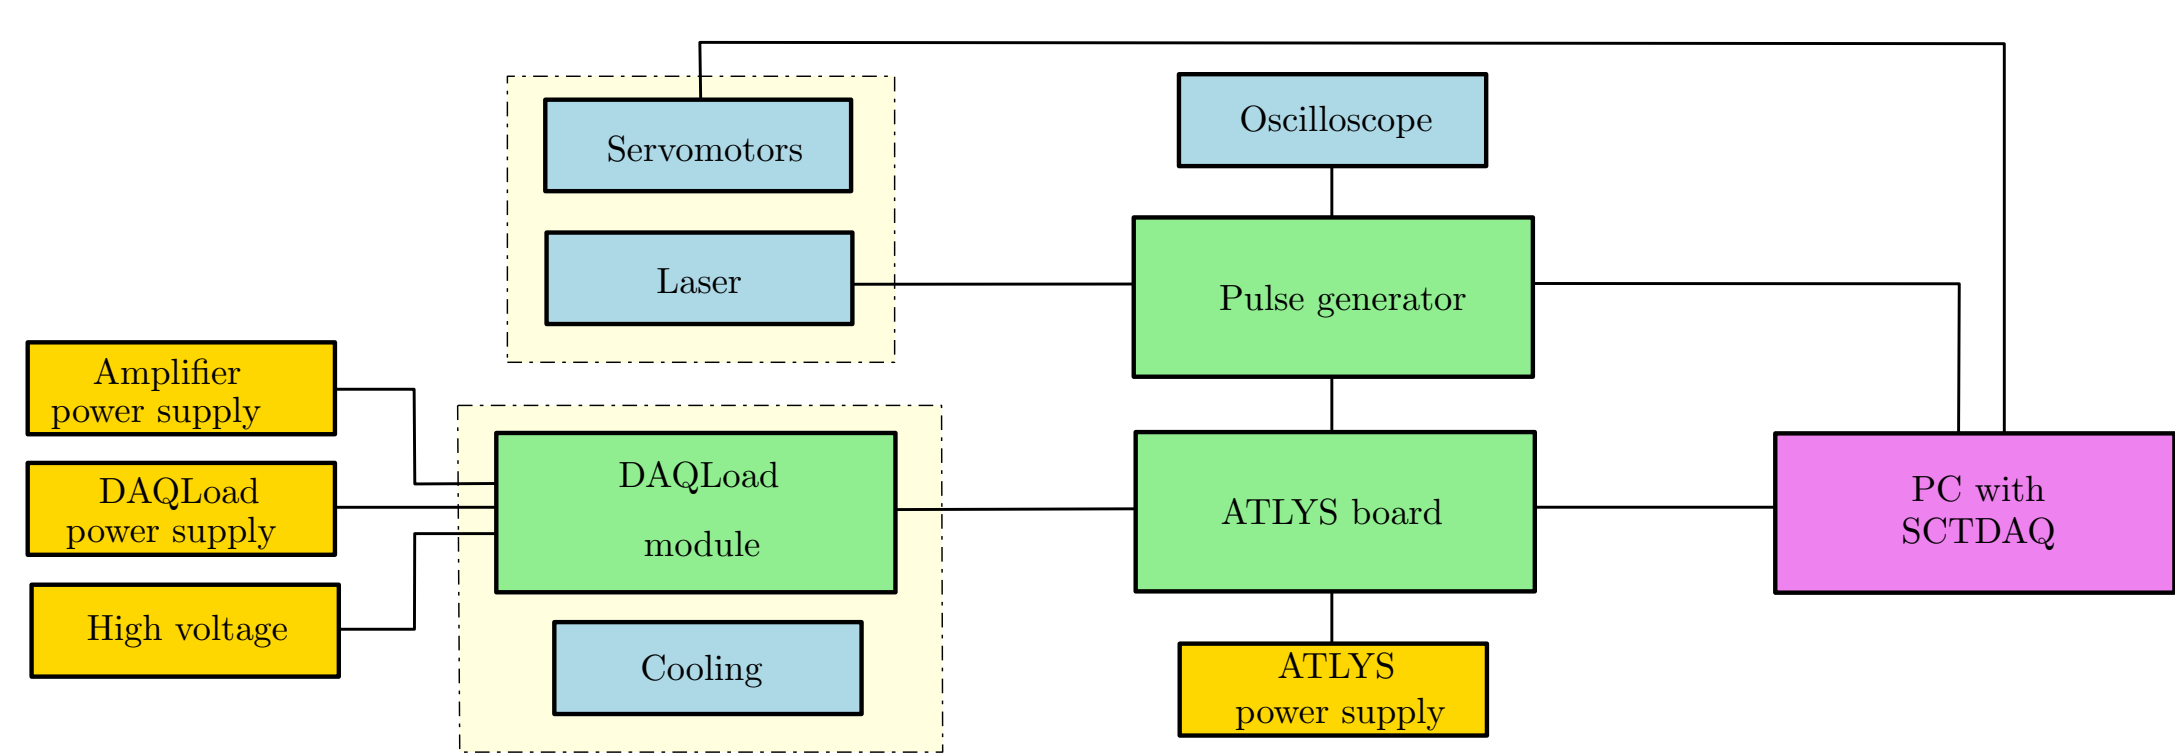 Servomotors
Oscilloscope
Laser
Pulse generator
Amplifier
power supply
DAQLoad
power supply
High voltage
DAQLoad
module
Cooling
ATLYS board
ATLYS
power supply
PC with
SCTDAQ